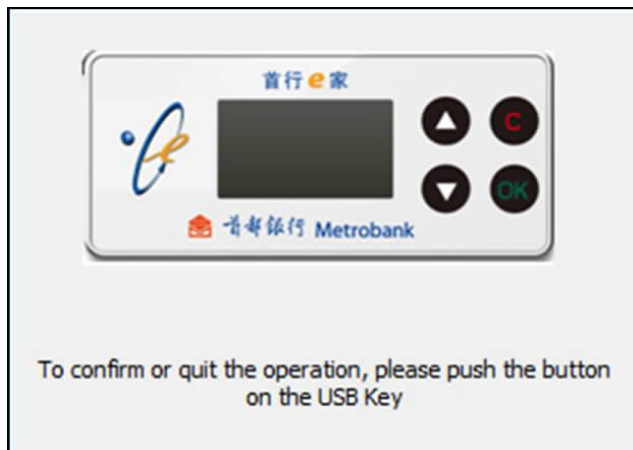 首行e家
C
OK
首都银行 Metrobank
To confirm or quit the operation, please push the button
on the USB Key